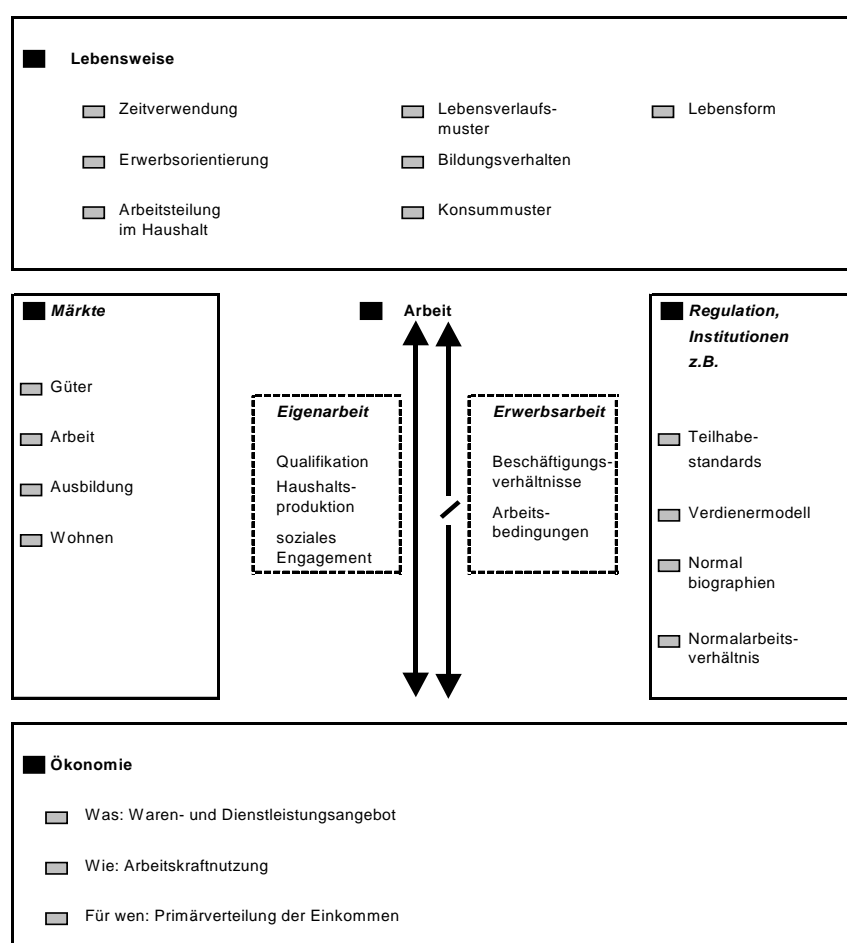 Lebensweise
Zeitverwendung
Erwerbsorientierung
Arbeitsteilung
im Haushalt
Lebensverlaufs-
muster
Bildungsverhalten
Konsummuster
Lebensform
Märkte
Güter
Arbeit
Ausbildung
Wohnen
Arbeit
Eigenarbeit
Qualifikation
Haushalts-
produktion
soziales
Engagement
Erwerbsarbeit
Beschäftigungs-
verhältnisse
Arbeits-
bedingungen
Regulation,
Institutionen
z.B.
Teilhabe-
standards
Verdienermodell
Normal
biographien
Normalarbeits-
verhältnis
Ökonomie
Was: Waren- und Dienstleistungsangebot
Wie: Arbeitskraftnutzung
Für wen: Primärverteilung der Einkommen